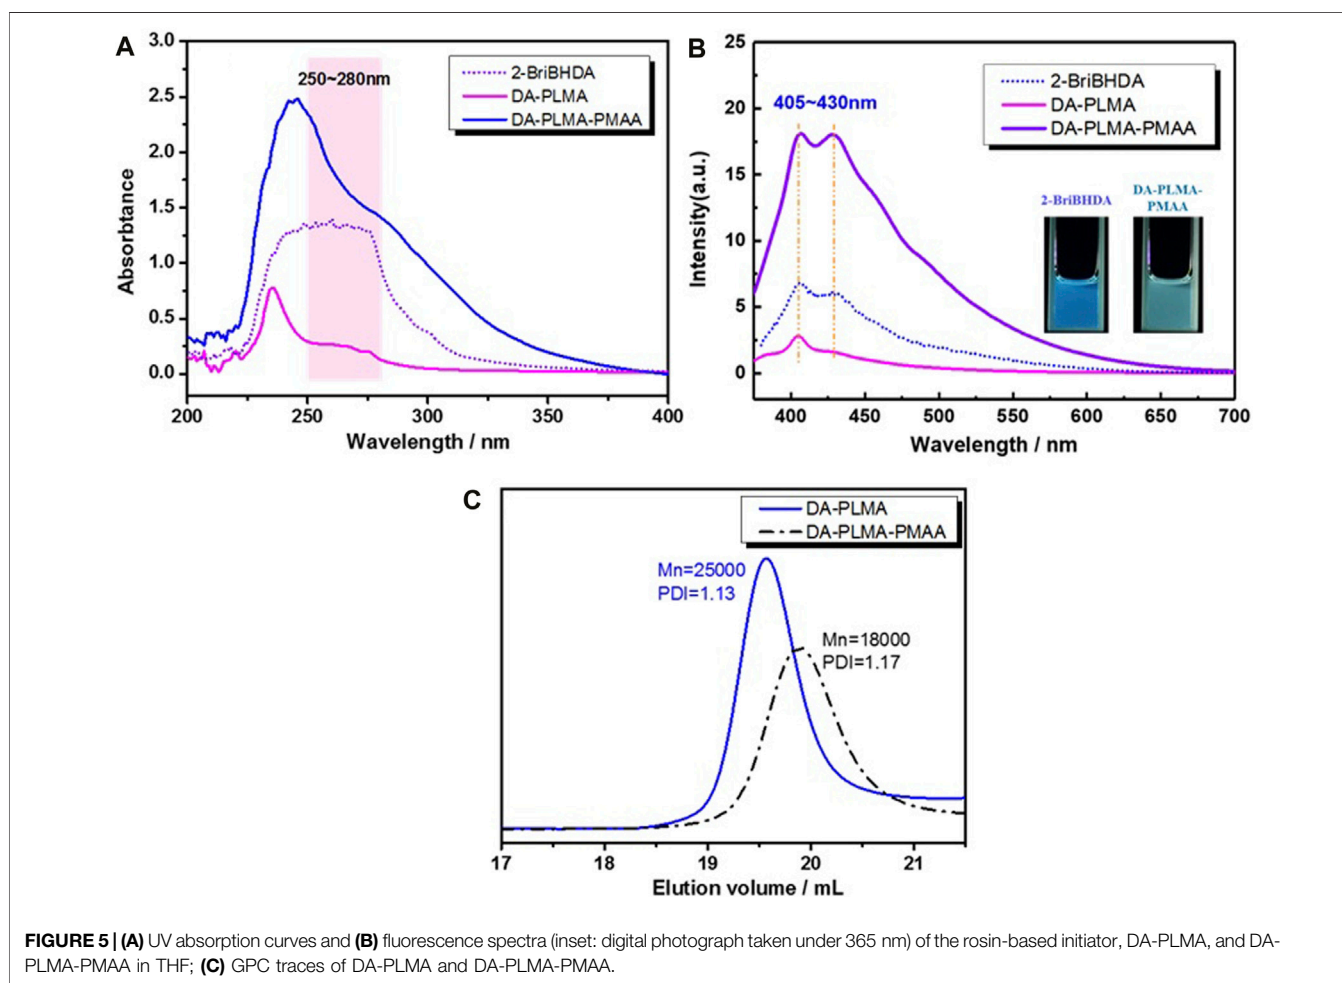 A
3.0
2.5
2.0
1.5
1.0
0.5
0.0
Absorbtance
250~280nm
2-BriBHDA
DA-PLMA
DA-PLMA-PMAA
200
250
300
350
400
Wavelength / nm
B
25
20
15
10
5
0
Intensity(a.u.)
405~430nm
2-BriBHDA
DA-PLMA
DA-PLMA-PMAA
2-BriBHDA
DA-PLMA-
PMAA
400
450
500
550
600
650
700
Wavelength / nm
C
DA-PLMA
DA-PLMA-PMAA
Mn=25000
PDI=1.13
Mn=18000
PDI=1.17
17
18
19
20
21
Elution volume / mL
FIGURE 5 | (A) UV absorption curves and (B) fluorescence spectra (inset: digital photograph taken under 365 nm) of the rosin-based initiator, DA-PLMA, and DA-
PLMA-PMAA in THF; (C) GPC traces of DA-PLMA and DA-PLMA-PMAA.